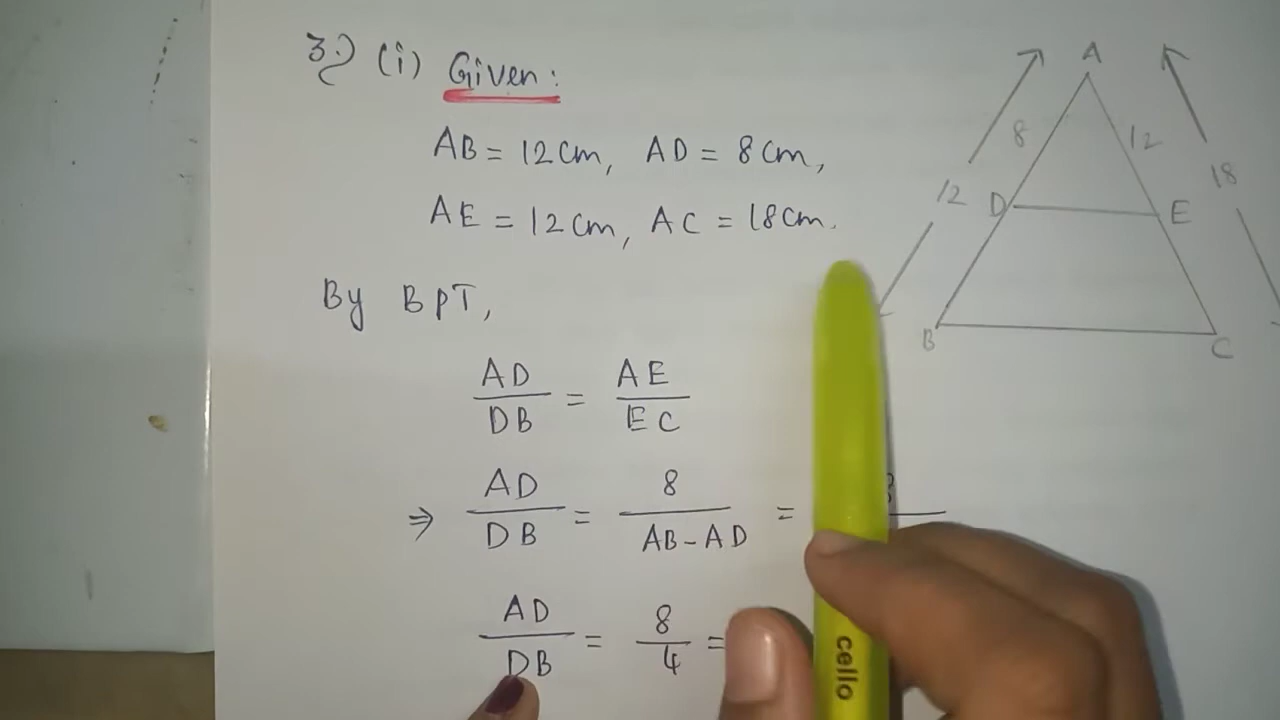 3.) (i) Given:
AB = 12 cm, AD = 8 cm,
AE = 12 cm, AC = 18 cm.
By BPT,
AD/DB = AE/EC
⇒ AD/DB = 8/AB-AD =
AD/DB = 8/4 =
A
8
12
12
18
D
E
B
C
cello